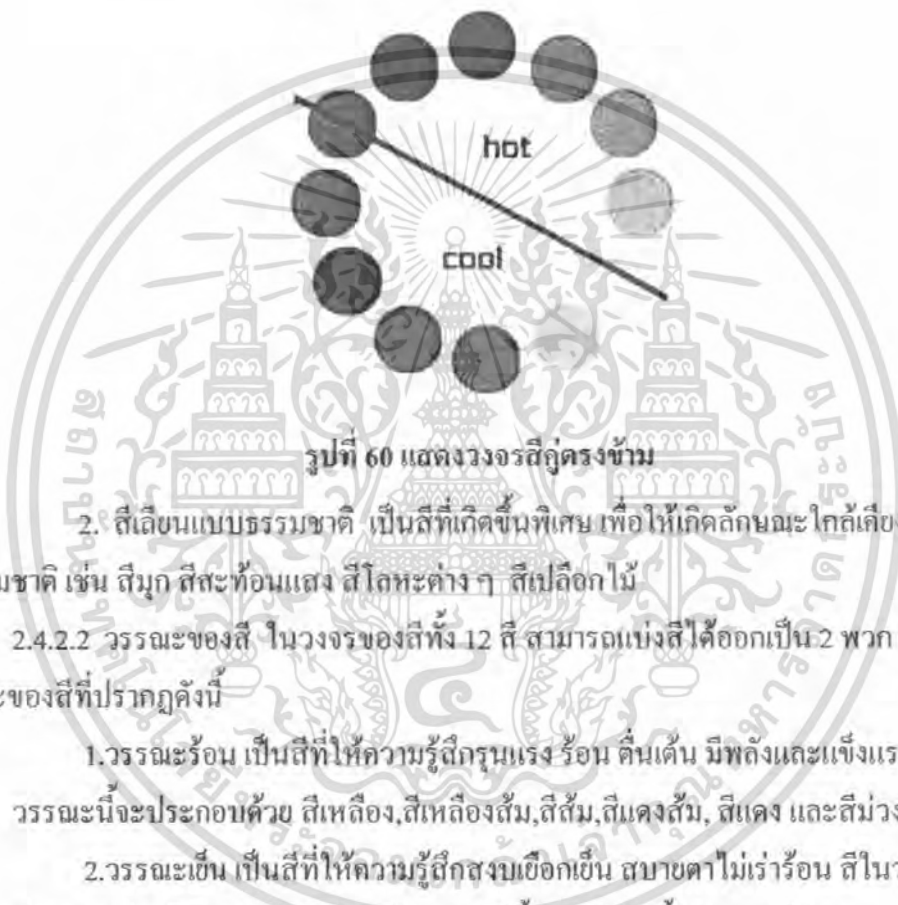 hot
cool
รูปที่ 60 แสดงวงจรสีคู่ตรงข้าม
2. สีเลียนแบบธรรมชาติ เป็นสีที่เกิดขึ้นพิเศษ เพื่อให้เกิดลักษณะใกล้เคียง
มชาติ เช่น สีมุก สีสะท้อนแสง สีโลหะต่าง ๆ สีเปลือกไม้
2.4.2.2 วรรณะของสี ในวงจรของสีทั้ง 12 สี สามารถแบ่งสีได้ออกเป็น 2 พวก
ะของสีที่ปรากฏดังนี้
1.วรรณะร้อน เป็นสีที่ให้ความรู้สึกรุนแรง ร้อน ตื่นเต้น มีพลังและแข็งแร
วรรณะนี้จะประกอบด้วย สีเหลือง,สีเหลืองส้ม,สีส้ม,สีแดงส้ม, สีแดง และสีม่วง
2.วรรณะเย็น เป็นสีที่ให้ความรู้สึกสงบเยือกเย็น สบายตาไม่เร่าร้อน สีในว